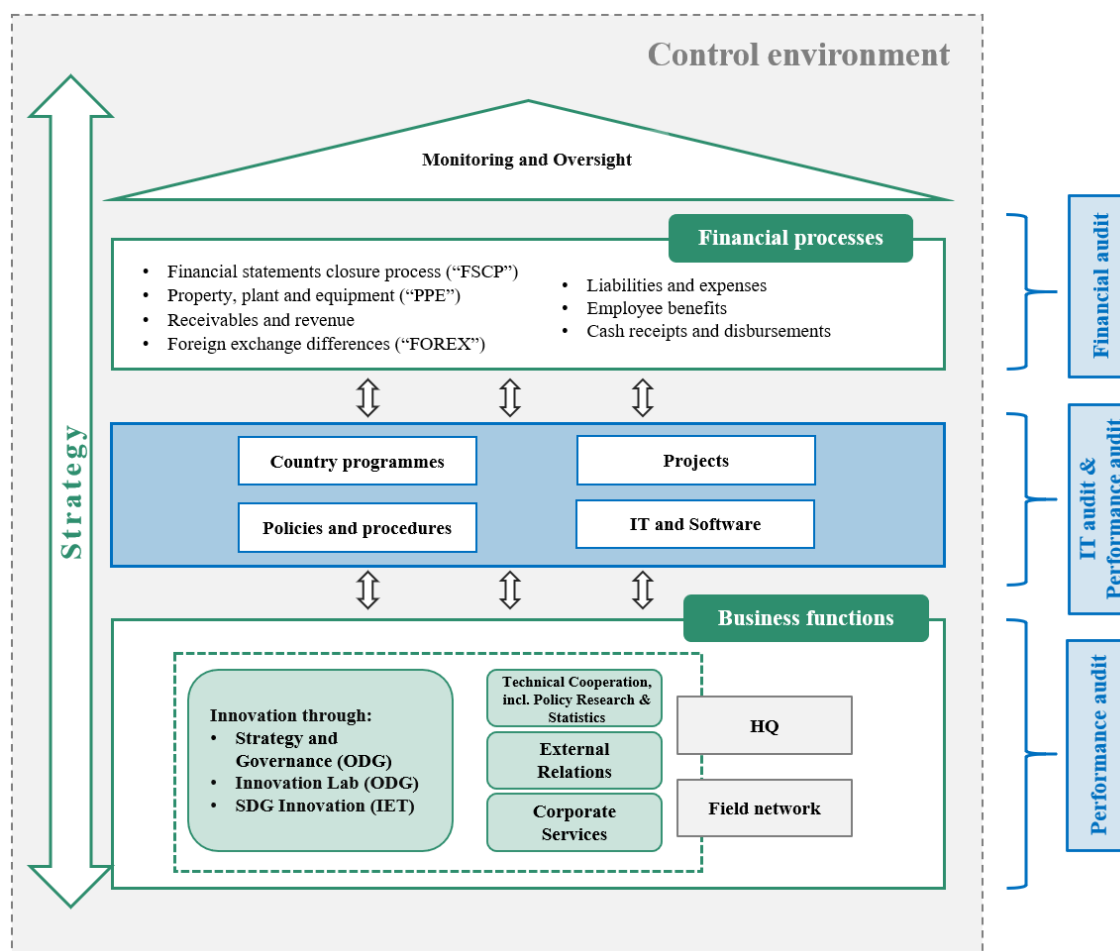 Control environment
Monitoring and Oversight
Strategy
Financial processes
• Financial statements closure process (“FSCP”)
• Property, plant and equipment (“PPE”)
• Receivables and revenue
• Foreign exchange differences (“FOREX”)
• Liabilities and expenses
• Employee benefits
• Cash receipts and disbursements
Financial audit
Country programmes
Projects
Policies and procedures
IT and Software
IT audit &
Performance audit
Business functions
Innovation through:
• Strategy and
Governance (ODG)
• Innovation Lab (ODG)
• SDG Innovation (IET)
Technical Cooperation,
incl. Policy Research &
Statistics
External
Relations
Corporate
Services
HQ
Field network
Performance audit